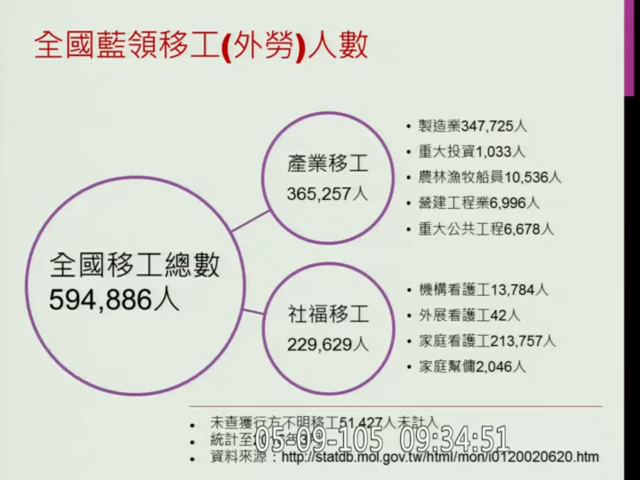 全國藍領移工(外勞)人數
全國移工總數
594,886人
產業移工
365,257人
製造業347,725人
重大投資1,033人
農林漁牧船員10,536人
營建工程業6,996人
重大公共工程6,678人
社福移工
229,629人
機構看護工13,784人
外展看護工42人
家庭看護工213,757人
家庭幫傭2,046人
未查獲行方不明移工51,427人未計入
統計至
資料來源：http://statdb.mol.gov.tw/html/mon/i0120020620.htm
05-09-105 09:34:51